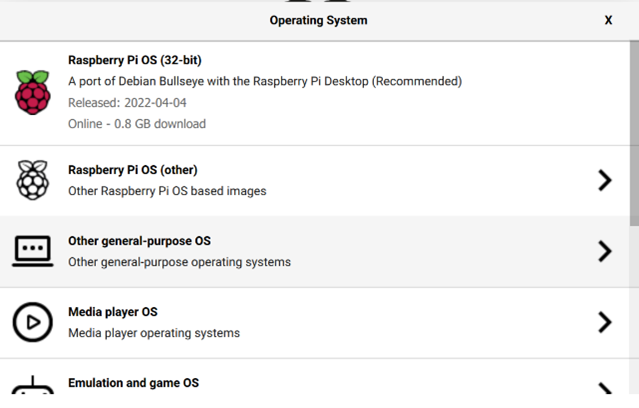 Operating System X
Raspberry Pi OS (32-bit)
A port of Debian Bullseye with the Raspberry Pi Desktop (Recommended)
Released: 2022-04-04
Online - 0.8 GB download
Raspberry Pi OS (other)
Other Raspberry Pi OS based images
Other general-purpose OS
Other general-purpose operating systems
Media player OS
Media player operating systems
Emulation and game OS